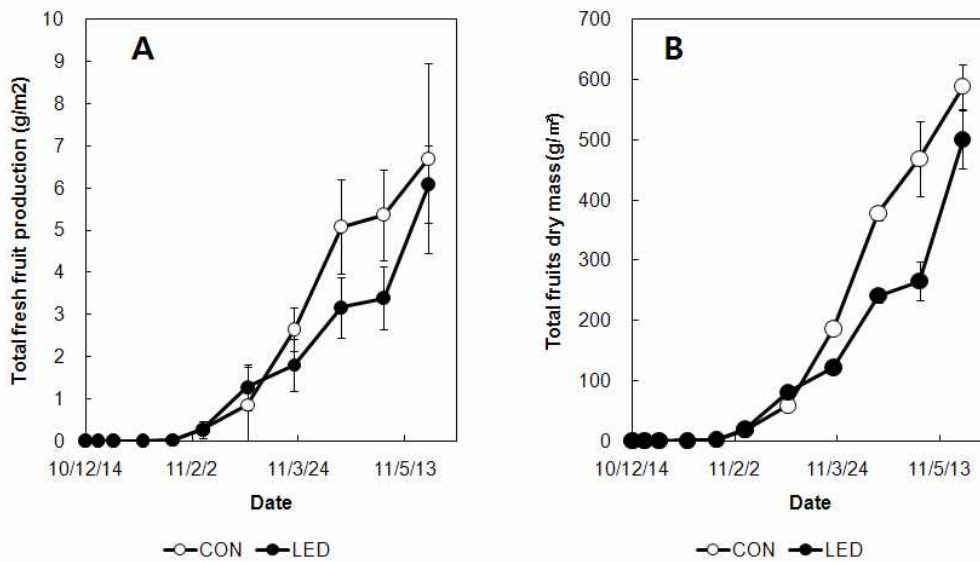 A
Total fresh fruit production (g/m2)
10
9
8
7
6
5
4
3
2
1
0
10/12/14 11/2/2 11/3/24 11/5/13
Date
CON LED
B
Total fruits dry mass(g/㎡)
700
600
500
400
300
200
100
0
10/12/14 11/2/2 11/3/24 11/5/13
Date
CON LED